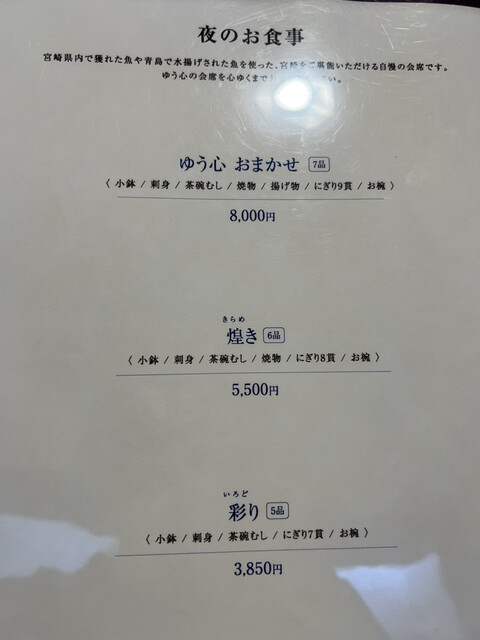 夜のお食事
宮崎県内で獲れた魚や青島で水揚げされた魚を使った、宮崎をご堪能いただける自慢の会席です。
ゆう心の会席を心ゆくまで
い。
ゆう心 おまかせ 7品
〈 小鉢 / 刺身 / 茶碗むし / 焼物 / 揚げ物 / にぎり9貫 / お椀 〉
8,000円
きらめ
煌き 6品
〈 小鉢 / 刺身 / 茶碗むし / 焼物 / にぎり8貫 / お椀 〉
5,500円
いろど
彩り 5品
〈 小鉢 / 刺身 / 茶碗むし / にぎり7貫 / お椀 〉
3,850円